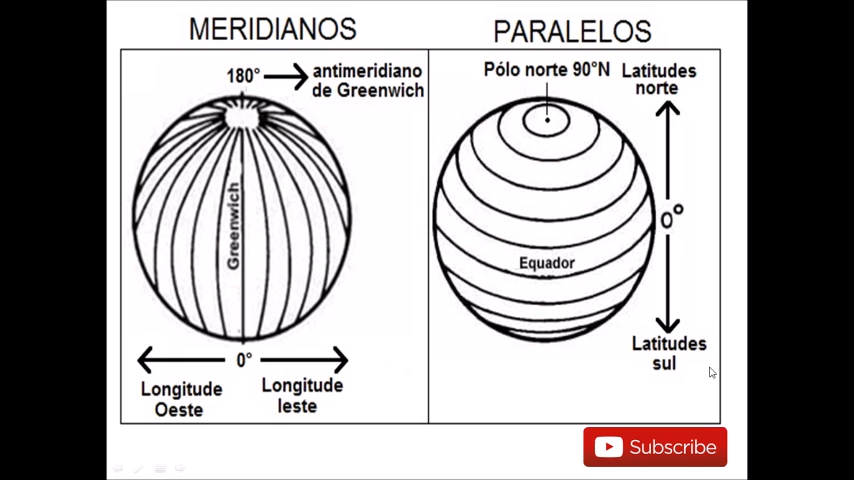 MERIDIANOS
180°
antimeridiano
de Greenwich
Greenwich
0°
Longitude
Oeste
Longitude
leste
PARALELOS
Pólo norte 90°N
Latitudes
norte
0°
Equador
Latitudes
sul
Subscribe